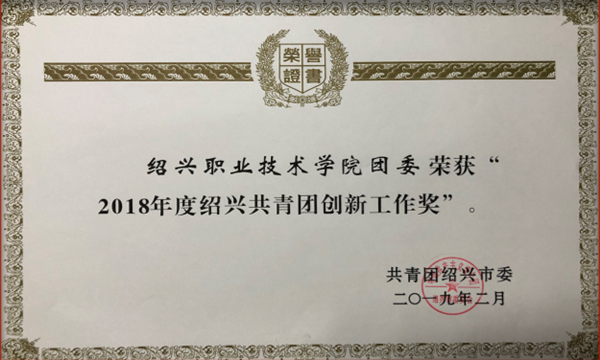 榮譽
證書
绍兴职业技术学院团委荣获“
2018年度绍兴共青团创新工作奖”。
共青团绍兴市委
二〇一九年二月